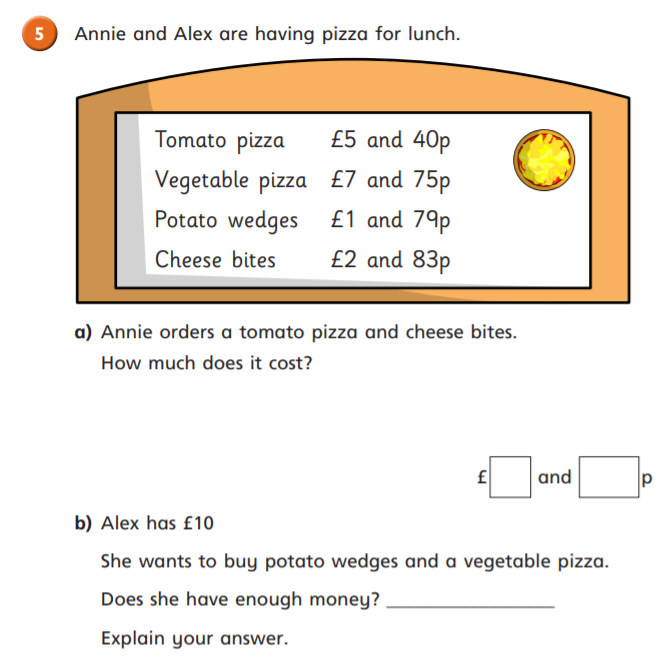 5 Annie and Alex are having pizza for lunch.
Tomato pizza £5 and 40p
Vegetable pizza £7 and 75p
Potato wedges £1 and 79p
Cheese bites £2 and 83p
a) Annie orders a tomato pizza and cheese bites.
How much does it cost?
£ and p
b) Alex has £10
She wants to buy potato wedges and a vegetable pizza.
Does she have enough money?
Explain your answer.